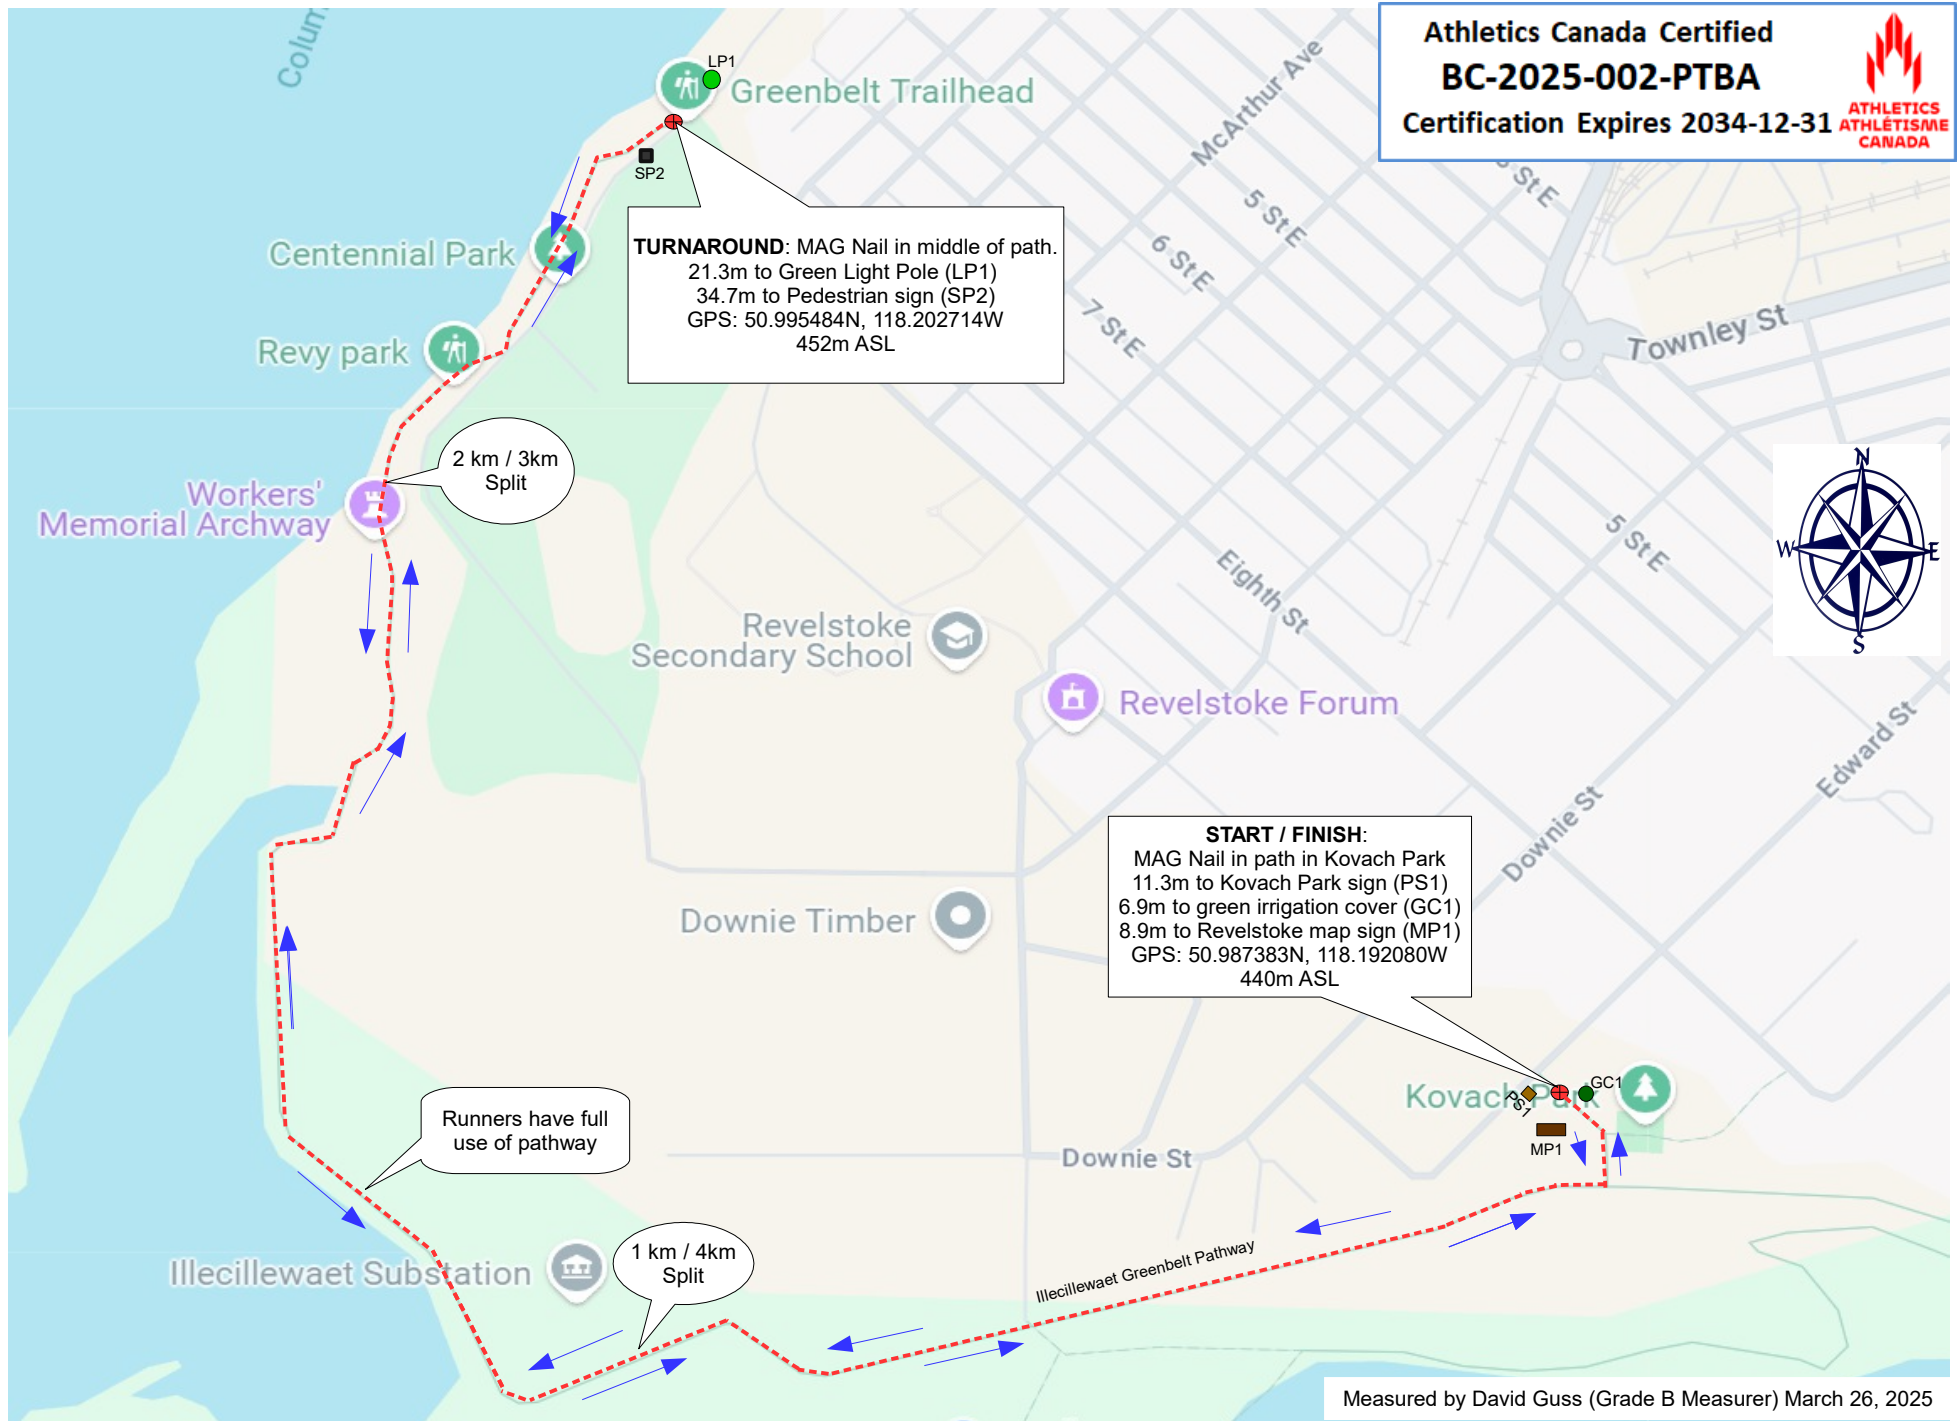 Athletics Canada Certified
BC-2025-002-PTBA
Certification Expires 2034-12-31
ATHLETICS
ATHLÉTISME
CANADA
Colum
LP1
Greenbelt Trailhead
SP2
McArthur Ave
St E
5 St E
6 St E
7 St E
Townley St
TURNAROUND: MAG Nail in middle of path.
21.3m to Green Light Pole (LP1)
34.7m to Pedestrian sign (SP2)
GPS: 50.995484N, 118.202714W
452m ASL
Centennial Park
Revy park
2 km / 3km
Split
Workers'
Memorial Archway
N
W
E
S
5 St E
Eighth St
Revelstoke
Secondary School
Revelstoke Forum
Edward St
Downie St
START / FINISH:
MAG Nail in path in Kovach Park
11.3m to Kovach Park sign (PS1)
6.9m to green irrigation cover (GC1)
8.9m to Revelstoke map sign (MP1)
GPS: 50.987383N, 118.192080W
440m ASL
Downie Timber
Kovach Park
PS1
GC1
MP1
Runners have full
use of pathway
Downie St
Illecillewaet Substation
1 km / 4km
Split
Illecillewaet Greenbelt Pathway
Measured by David Guss (Grade B Measurer) March 26, 2025